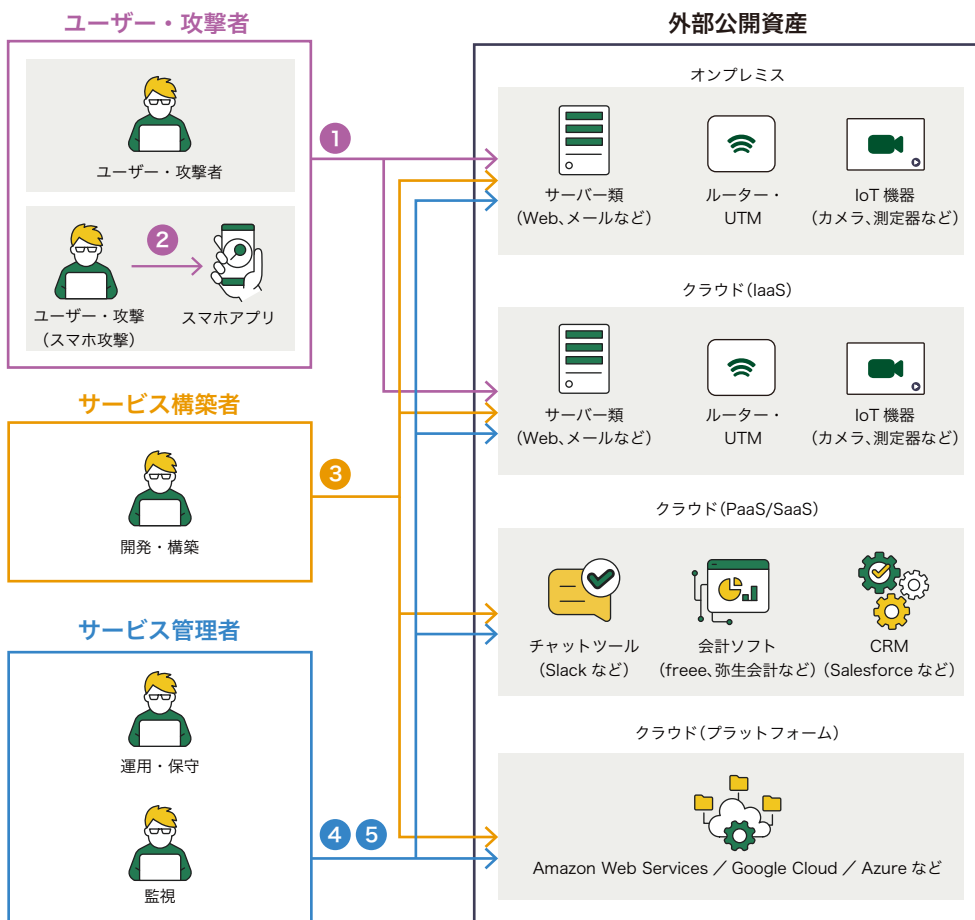 ユーザー・攻撃者
ユーザー・攻撃者
1
2
ユーザー・攻撃
(スマホ攻撃)
スマホアプリ
サービス構築者
3
開発・構築
サービス管理者
運用・保守
4 5
監視
外部公開資産
オンプレミス
サーバー類
(Web、メールなど)
ルーター・
UTM
IoT 機器
(カメラ、測定器など)
クラウド(IaaS)
サーバー類
(Web、メールなど)
ルーター・
UTM
IoT 機器
(カメラ、測定器など)
クラウド(PaaS/SaaS)
チャットツール
(Slack など)
会計ソフト
(freee、弥生会計など)
CRM
(Salesforce など)
クラウド(プラットフォーム)
Amazon Web Services / Google Cloud / Azure など